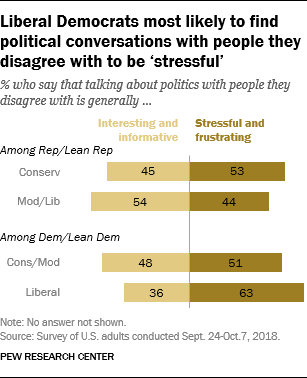 Liberal Democrats most likely to find
political conversations with people they
disagree with to be ‘stressful’
% who say that talking about politics with people they
disagree with is generally ...
Interesting and informative
Stressful and frustrating
Among Rep/Lean Rep
Conserv 45 53
Mod/Lib 54 44
Among Dem/Lean Dem
Cons/Mod 48 51
Liberal 36 63
Note: No answer not shown.
Source: Survey of U.S. adults conducted Sept. 24-Oct.7, 2018.
PEW RESEARCH CENTER